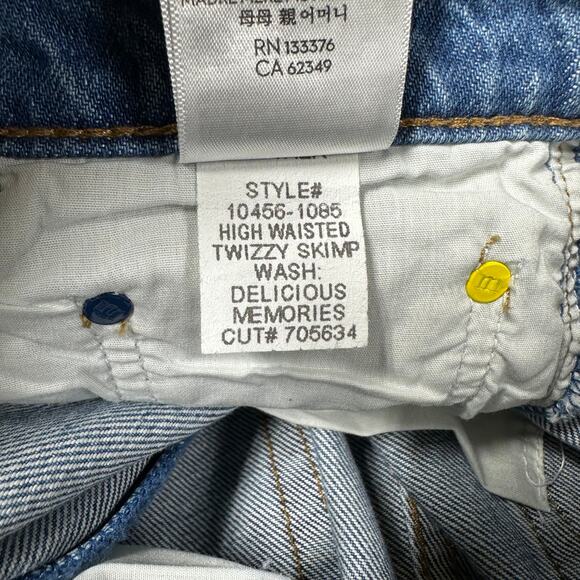 母母 親 어머니
RN 133376
CA 62349
STYLE#
10456-1085
HIGH WAISTED
TWIZZY SKIMP
WASH:
DELICIOUS
MEMORIES
CUT# 705634